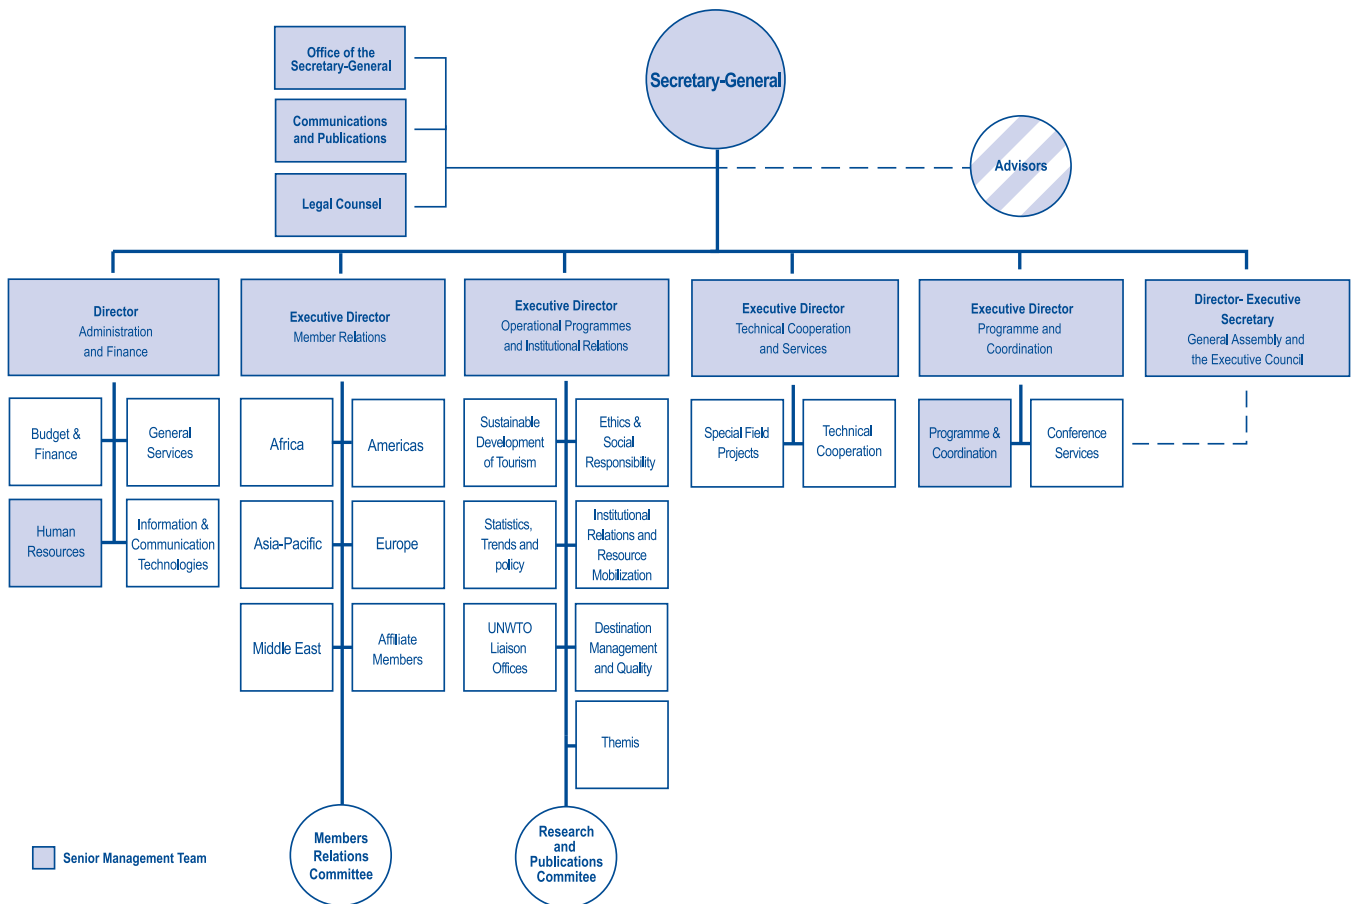 Office of the
Secretary-General
Secretary-General
Communications
and Publications
Advisors
Legal Counsel
Director
Administration
and Finance
Executive Director
Member Relations
Executive Director
Operational Programmes
and Institutional Relations
Executive Director
Technical Cooperation
and Services
Executive Director
Programme and
Coordination
Director- Executive
Secretary
General Assembly and
the Executive Council
Budget &
Finance
General
Services
Africa
Americas
Sustainable
Development
of Tourism
Ethics &
Social
Responsibility
Special Field
Projects
Technical
Cooperation
Programme &
Coordination
Conference
Services
Human
Resources
Information &
Communication
Technologies
Asia-Pacific
Europe
Statistics,
Trends and
policy
Institutional
Relations and
Resource
Mobilization
Middle East
Affiliate
Members
UNWTO
Liaison
Offices
Destination
Management
and Quality
Themis
Members
Relations
Committee
Research
and
Publications
Commitee
Senior Management Team